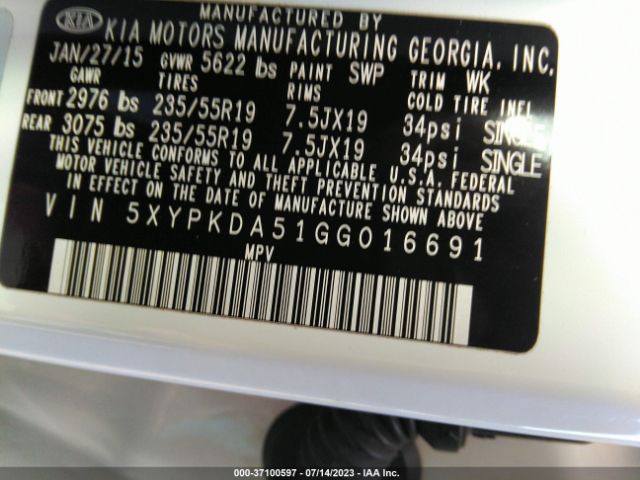 MANUFACTURED BY
KIA KIA MOTORS MANUFACTURING GEORGIA, INC.
JAN/27/15 GVWR 5622 lbs PAINT SWP TRIM WK
GAWR TIRES RIMS COLD TIRE INFL
FRONT 2976 lbs 235/55R19 7.5JX19 34psi SINGLE
REAR 3075 lbs 235/55R19 7.5JX19 34psi SINGLE
THIS VEHICLE CONFORMS TO ALL APPLICABLE U.S.A. FEDERAL
MOTOR VEHICLE SAFETY AND THEFT PREVENTION STANDARDS
IN EFFECT ON THE DATE OF MANUFACTURE SHOWN ABOVE
VIN 5XYPKDA51GG016691
MPV
000-37100597 - 07/14/2023 - IAA Inc.